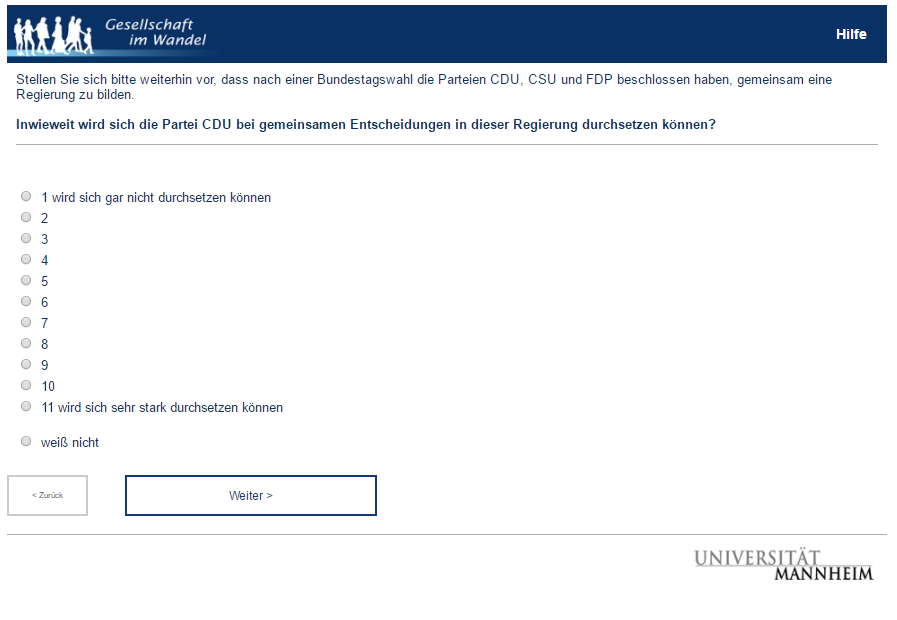 Gesellschaft
im Wandel
Hilfe
Stellen Sie sich bitte weiterhin vor, dass nach einer Bundestagswahl die Parteien CDU, CSU und FDP beschlossen haben, gemeinsam eine
Regierung zu bilden.
Inwieweit wird sich die Partei CDU bei gemeinsamen Entscheidungen in dieser Regierung durchsetzen können?
1 wird sich gar nicht durchsetzen können
2
3
4
5
6
7
8
9
10
11 wird sich sehr stark durchsetzen können
weiß nicht
< Zurück
Weiter >
UNIVERSITÄT
MANNHEIM